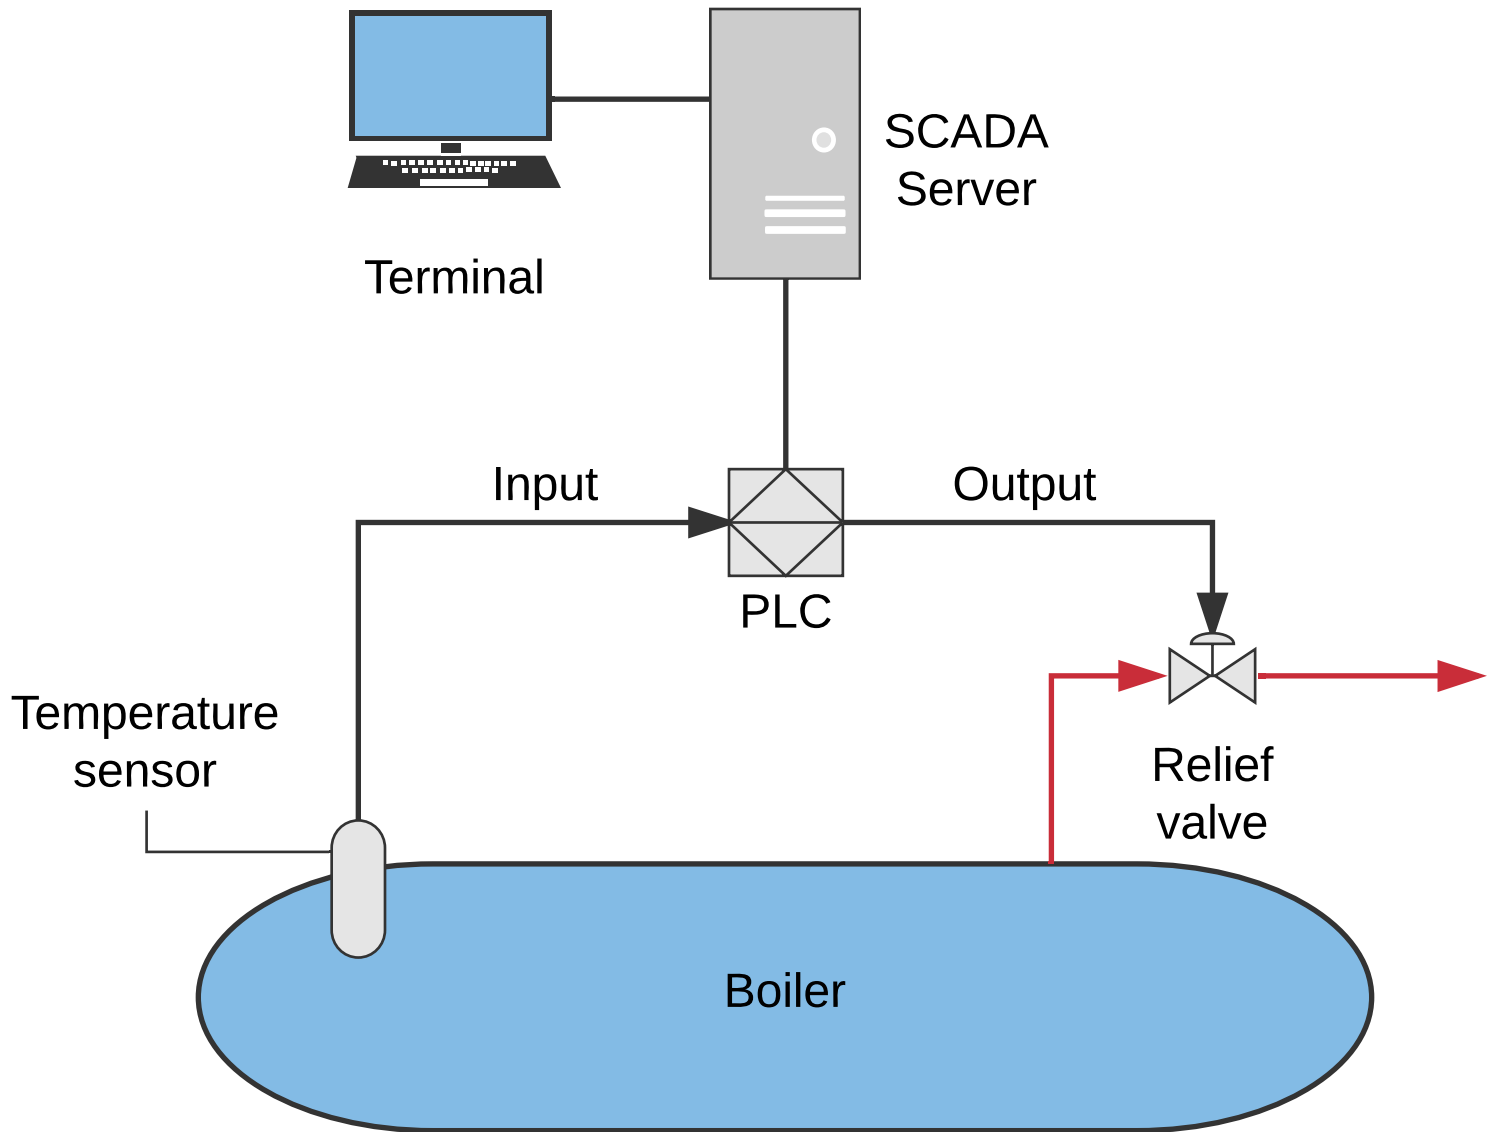 SCADA
Server
Terminal
Input
Output
PLC
Temperature
sensor
Relief
valve
Boiler